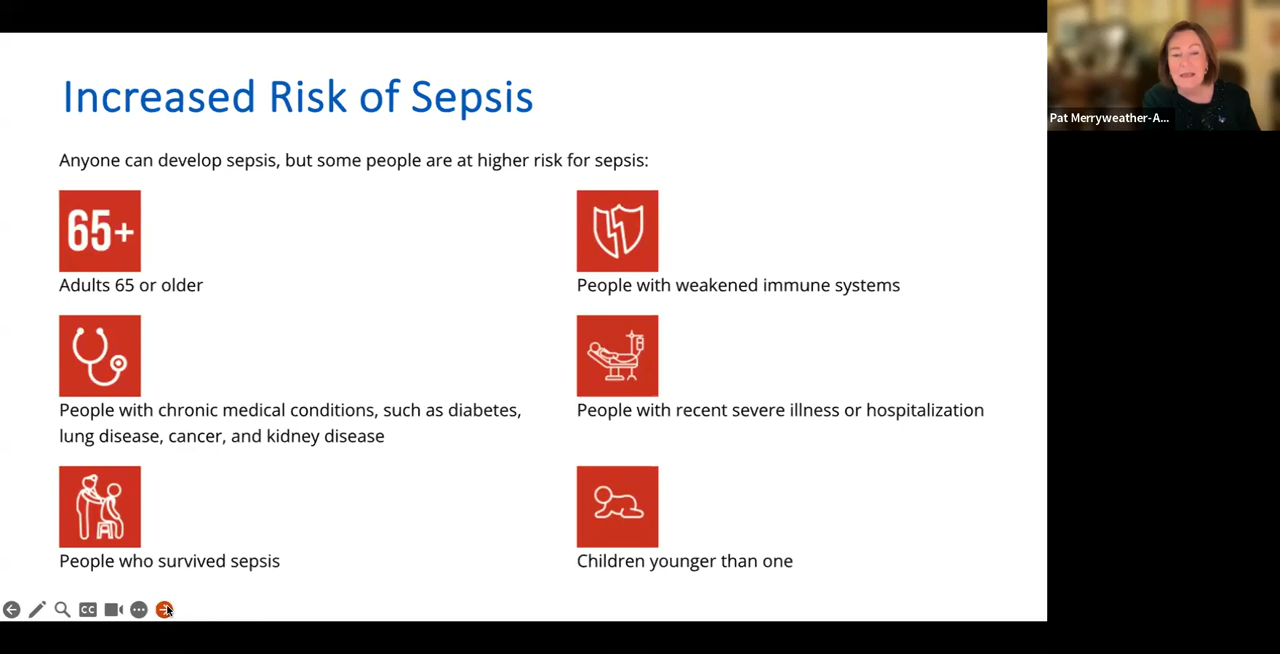 Increased Risk of Sepsis
Pat Merryweather-A...
Anyone can develop sepsis, but some people are at higher risk for sepsis:
65+
Adults 65 or older
People with weakened immune systems
People with chronic medical conditions, such as diabetes,
lung disease, cancer, and kidney disease
People with recent severe illness or hospitalization
People who survived sepsis
Children younger than one
CC